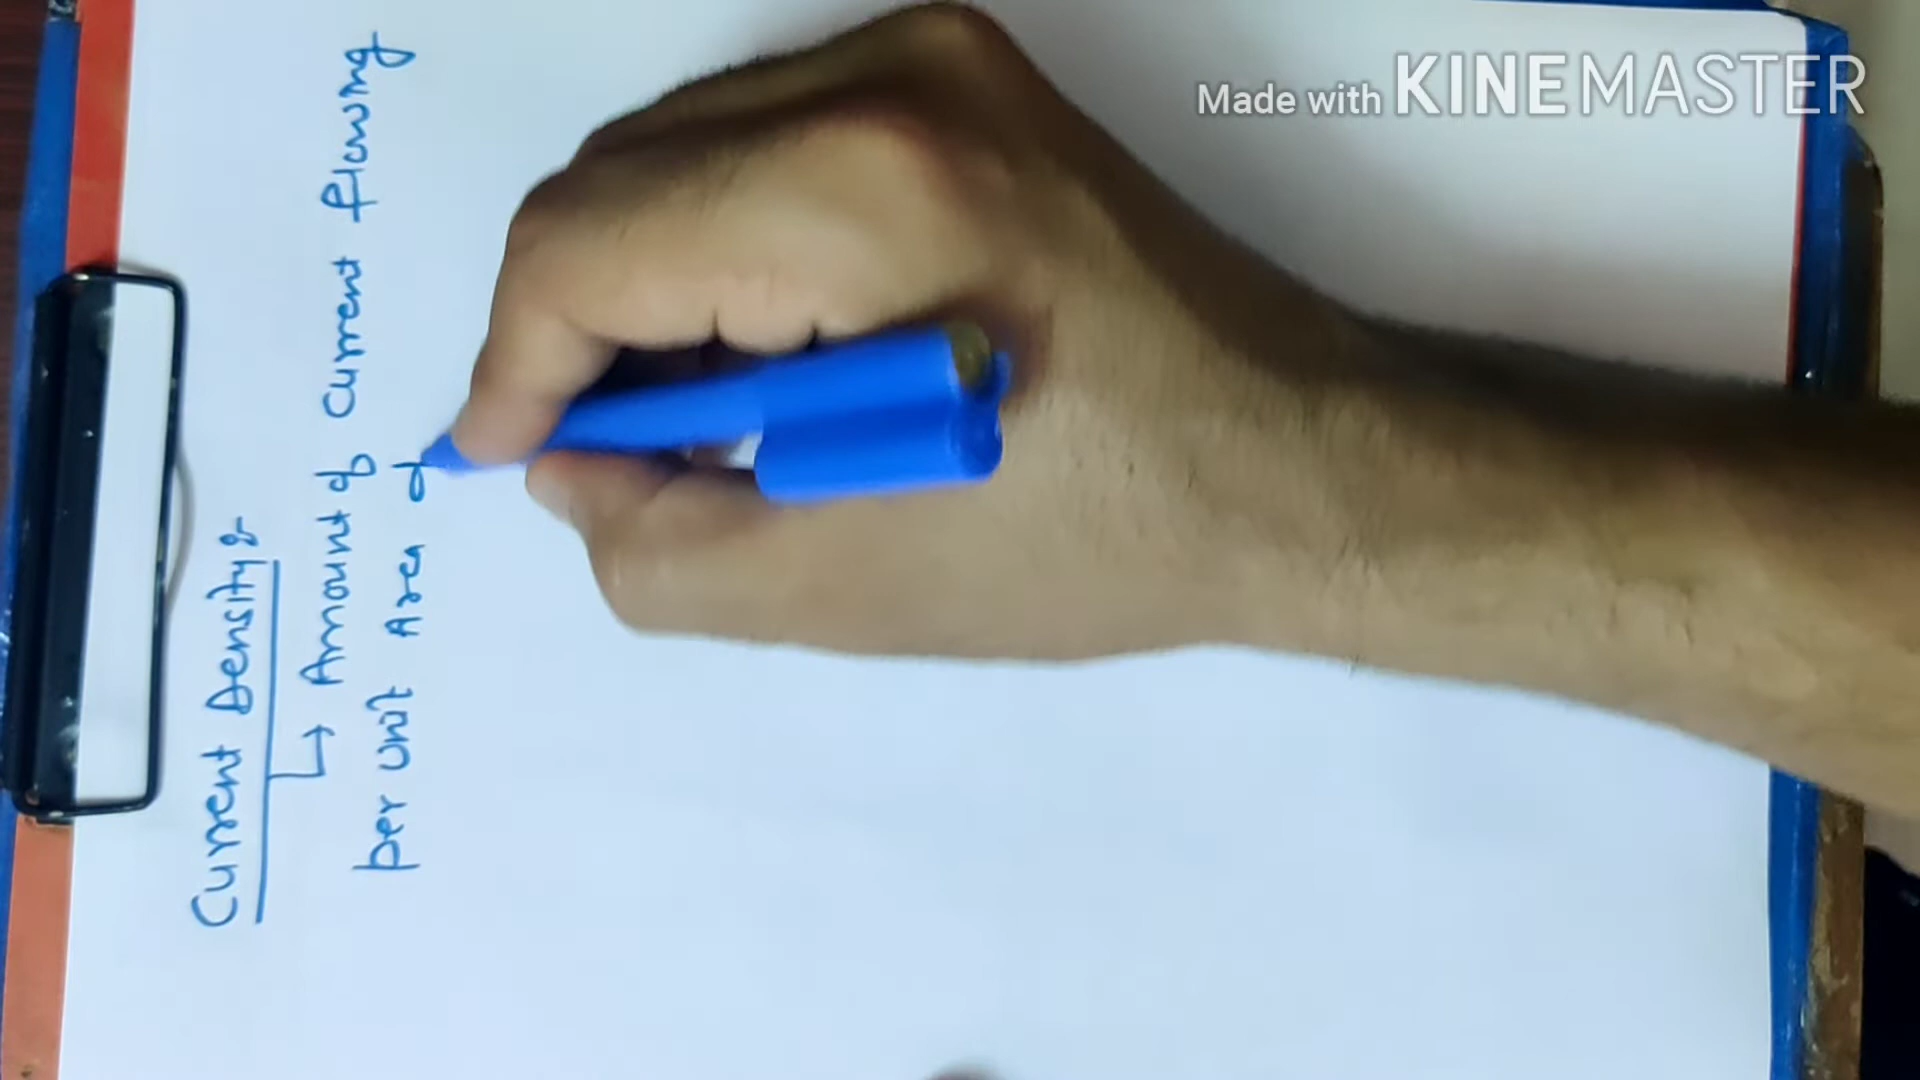 Current Density :-
↳ Amount of Current flowing
per unit Area of
Made with KINEMASTER